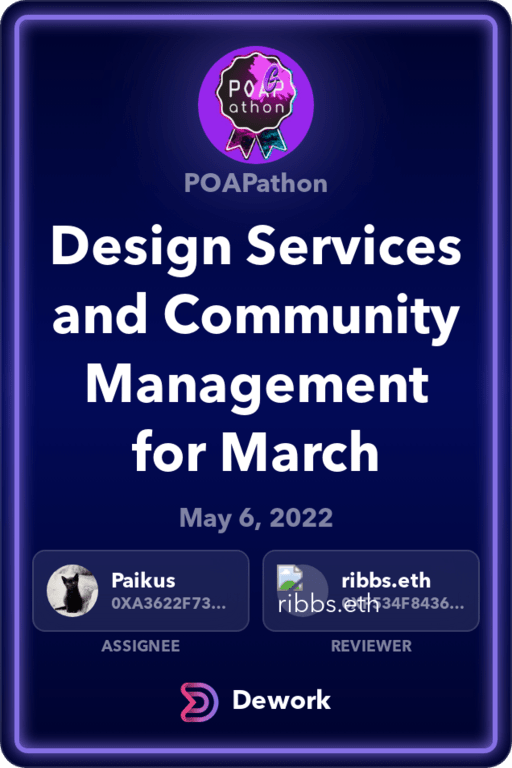 POAP
athon
POAPathon
Design Services
and Community
Management
for March
May 6, 2022
Paikus
0XA3622F73...
ribbs.eth
ribbs.eth
ASSIGNEE
REVIEWER
Dework